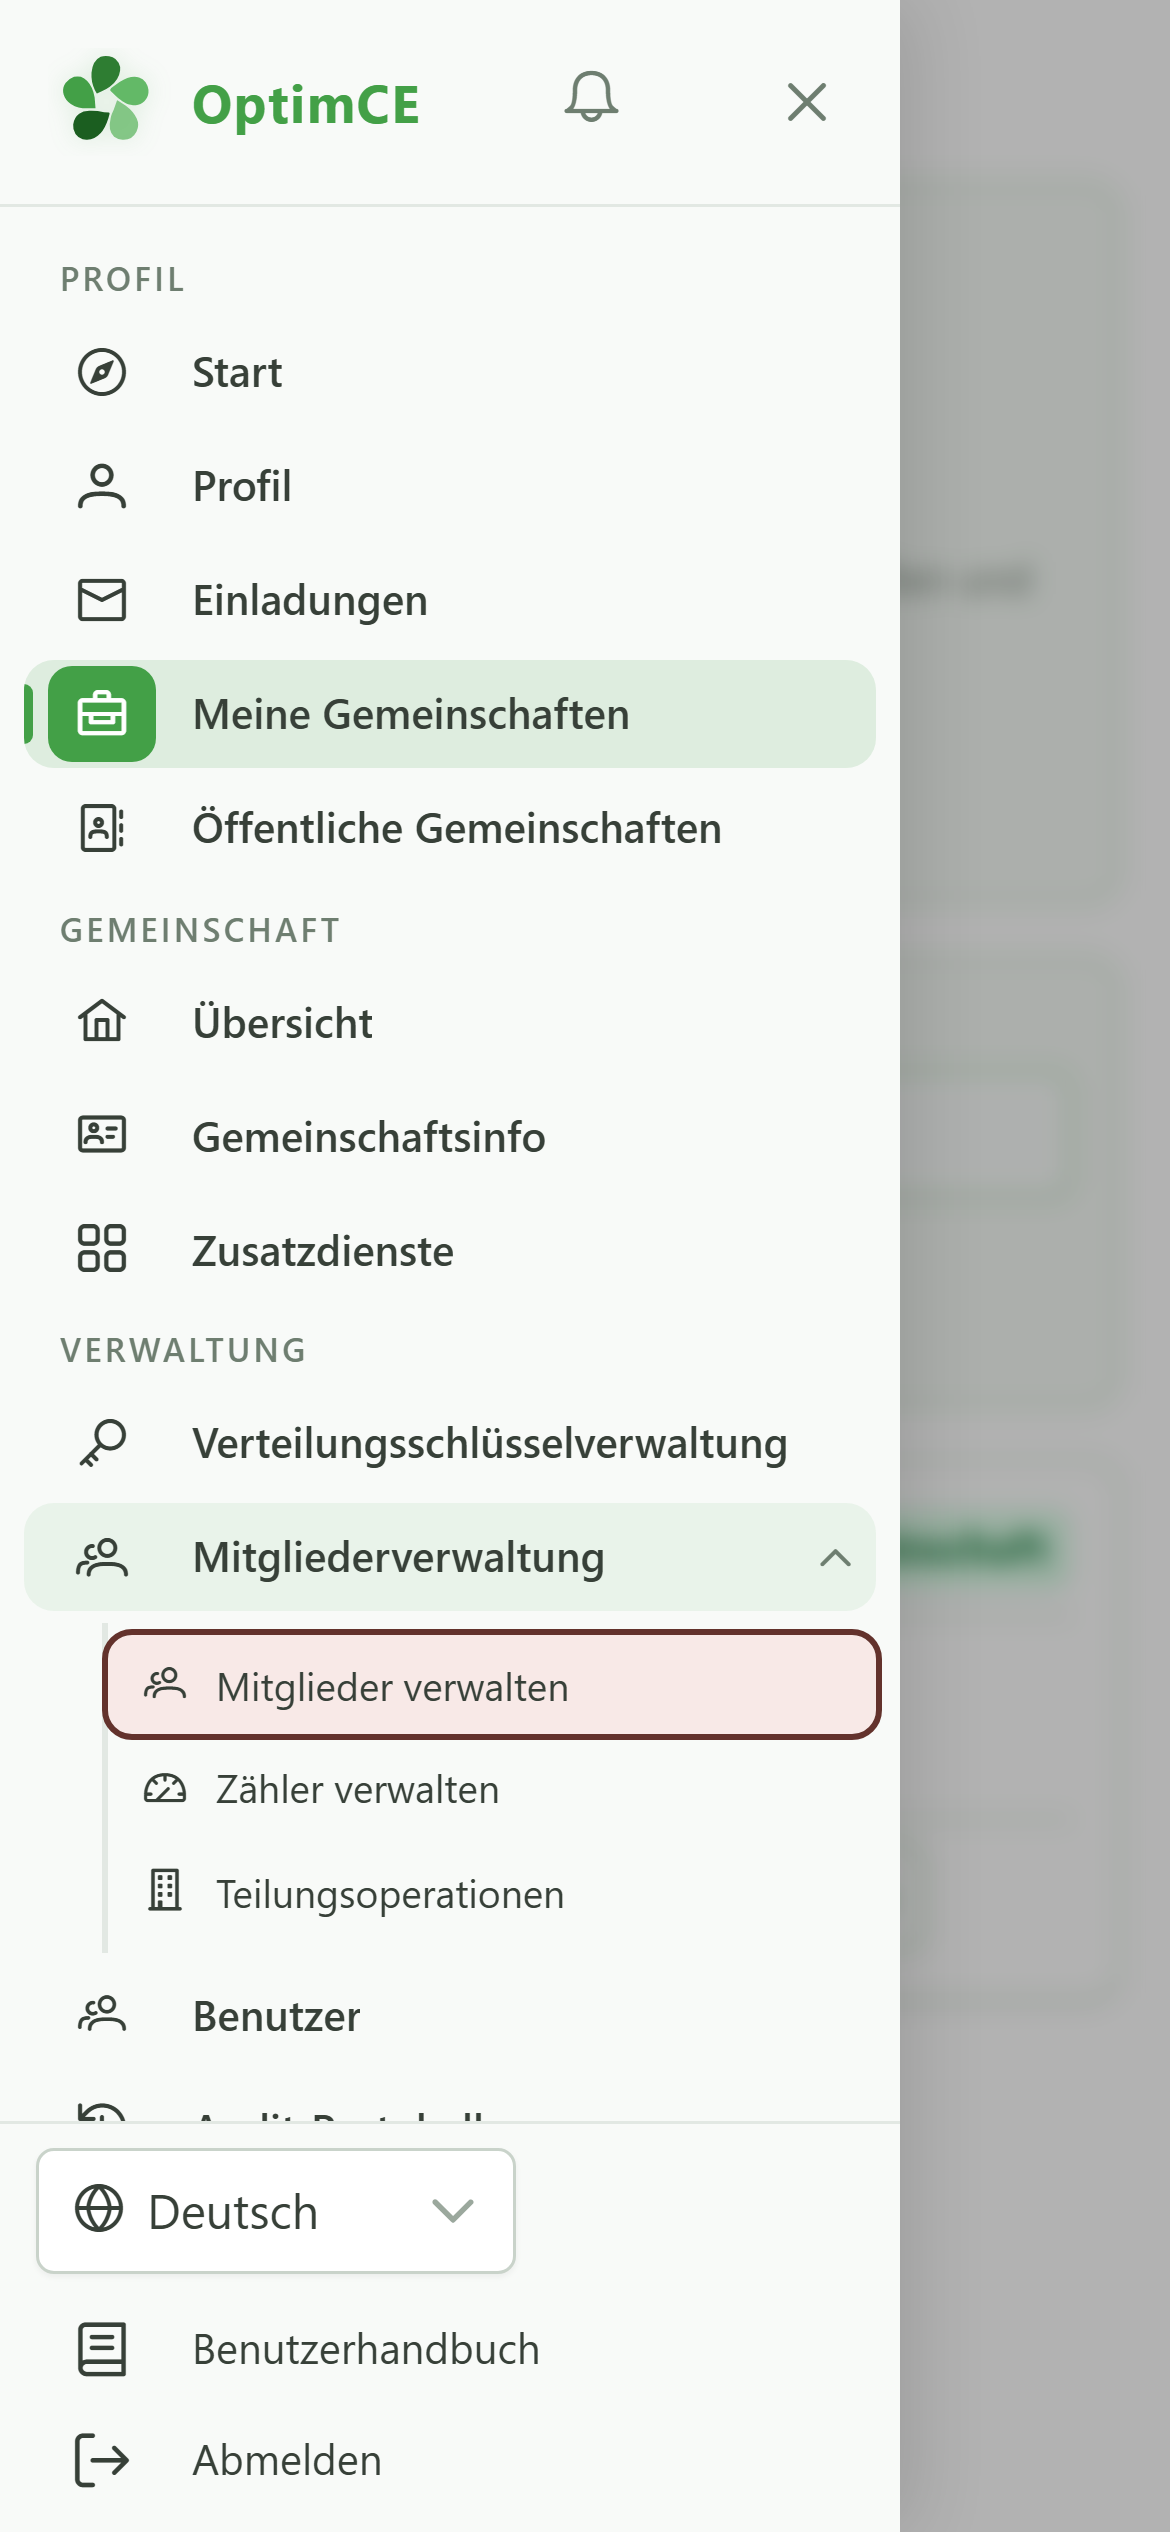 OptimCE
PROFIL
Start
Profil
Einladungen
Meine Gemeinschaften
Öffentliche Gemeinschaften
GEMEINSCHAFT
Übersicht
Gemeinschaftsinfo
Zusatzdienste
VERWALTUNG
Verteilungsschlüsselverwaltung
Mitgliederverwaltung
Mitglieder verwalten
Zähler verwalten
Teilungsoperationen
Benutzer
Deutsch
Benutzerhandbuch
Abmelden